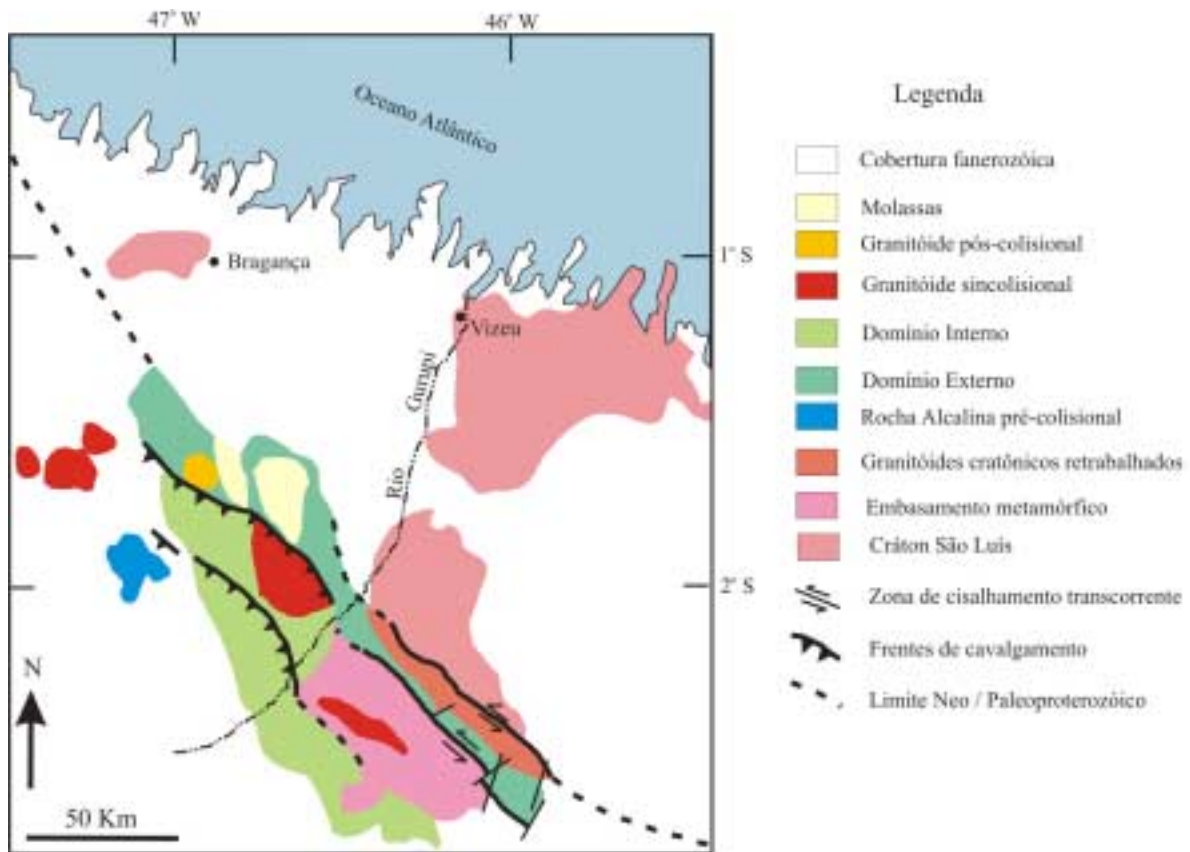 47° W
46° W
Oceano Atlântico
1° S
Bragança
Vizeu
Rio Gurupi
2° S
N
50 Km
Legenda
Cobertura fanerozóica
Molassas
Granitóide pós-colisional
Granitóide sincolisional
Domínio Interno
Domínio Externo
Rocha Alcalina pré-colisional
Granitóides cratônicos retrabalhados
Embasamento metamórfico
Cráton São Luis
Zona de cisalhamento transcorrente
Frentes de cavalgamento
Limite Neo / Paleoproterozóico